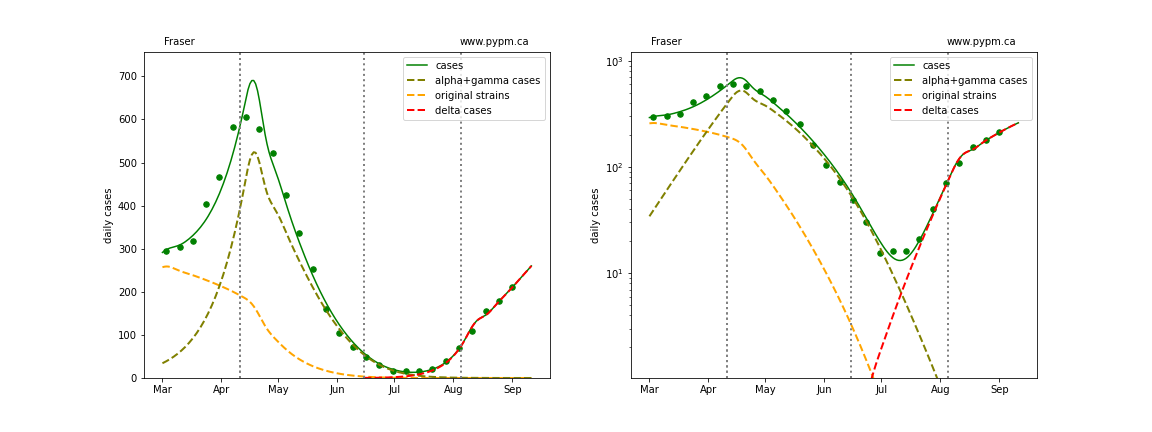 Fraser www.pypm.ca
cases
alpha+gamma cases
original strains
delta cases
daily cases
700
600
500
400
300
200
100
0
Mar Apr May Jun Jul Aug Sep
Fraser www.pypm.ca
cases
alpha+gamma cases
original strains
delta cases
daily cases
10³
10²
10¹
Mar Apr May Jun Jul Aug Sep